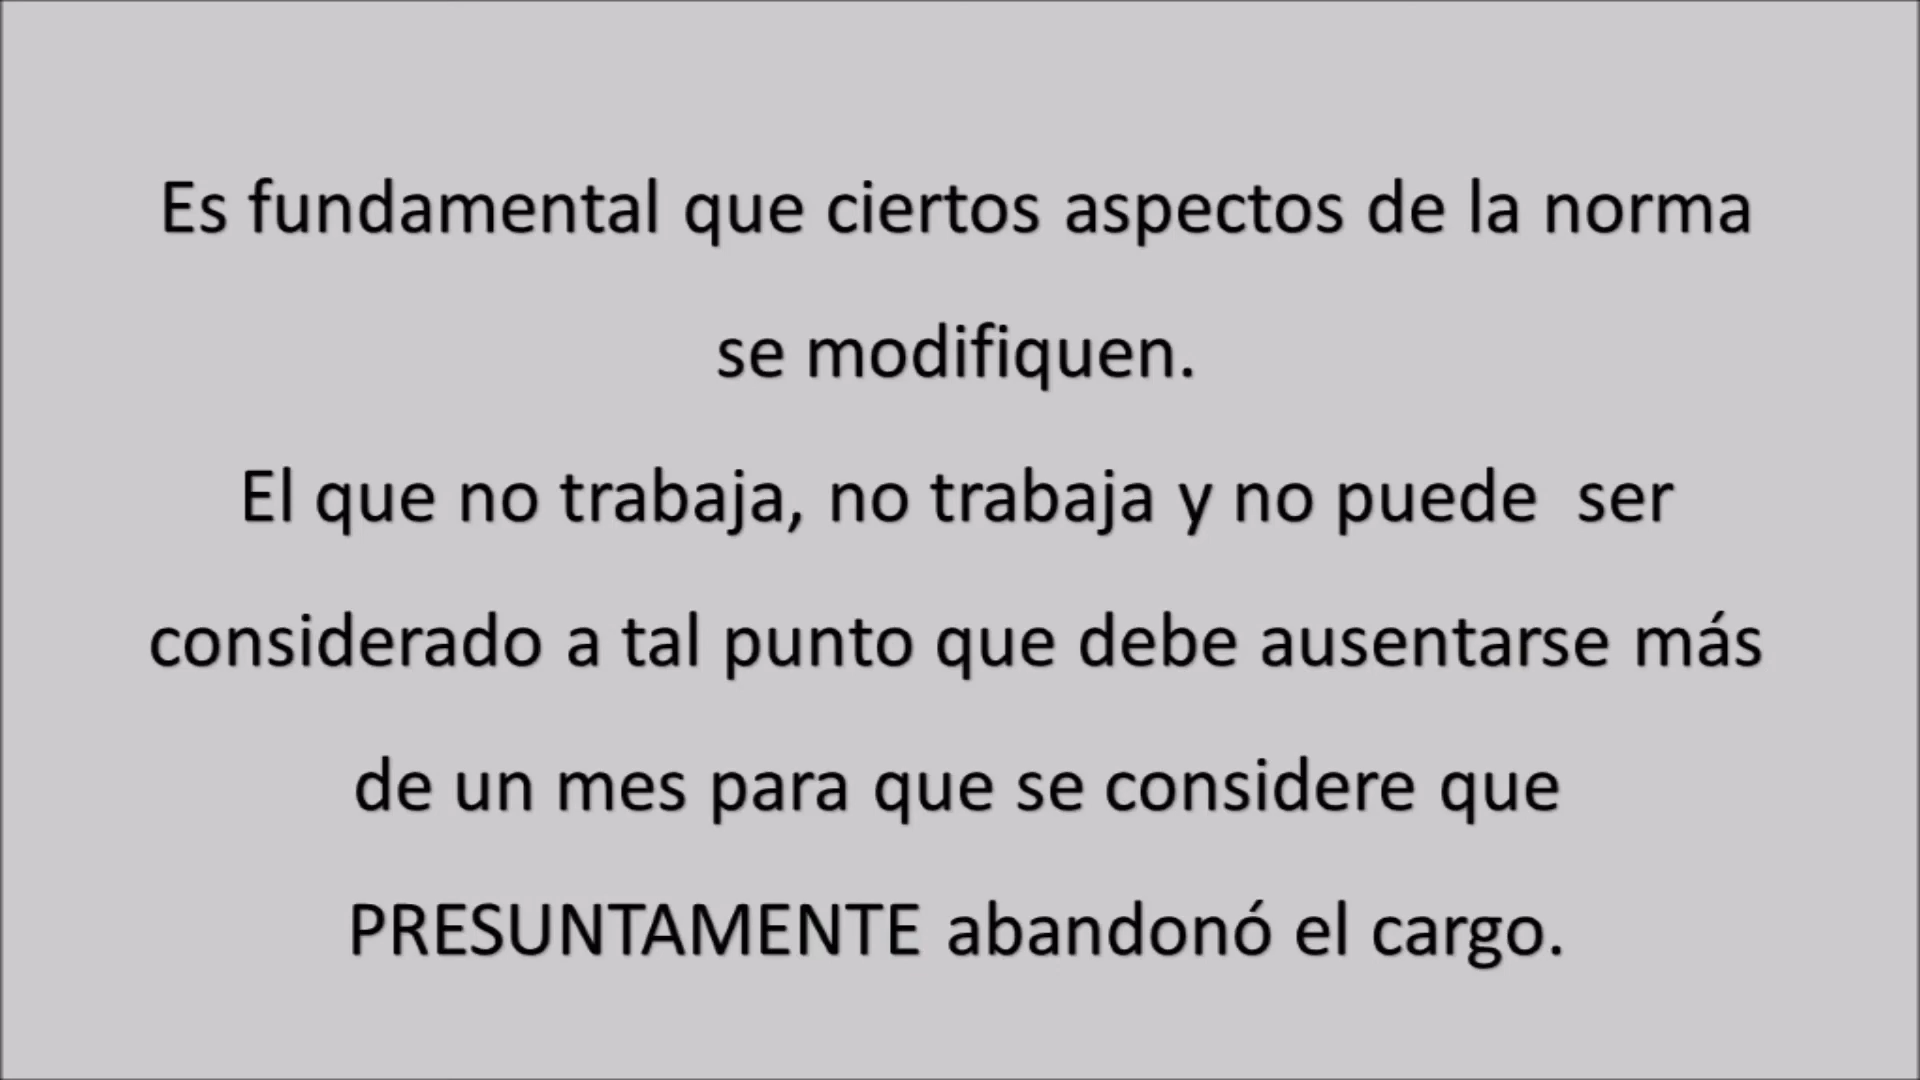 Es fundamental que ciertos aspectos de la norma
se modifiquen.
El que no trabaja, no trabaja y no puede  ser
considerado a tal punto que debe ausentarse más
de un mes para que se considere que
PRESUNTAMENTE abandonó el cargo.